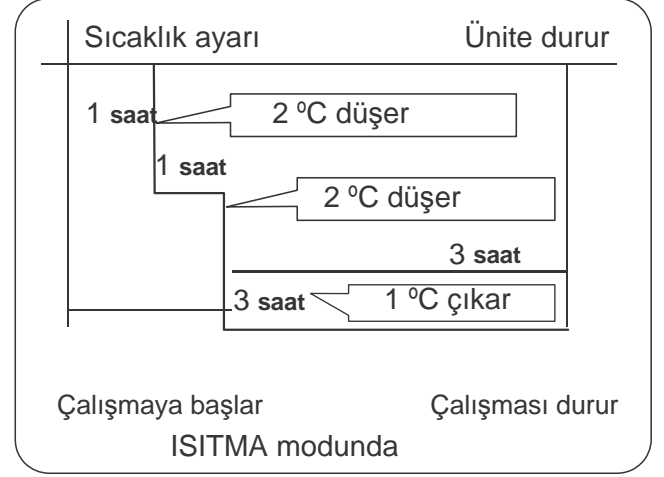 Sıcaklık ayarı Ünite durur
1 saat 2 ºC düşer
1 saat
2 ºC düşer
3 saat
3 saat 1 ºC çıkar
Çalışmaya başlar Çalışması durur
ISITMA modunda